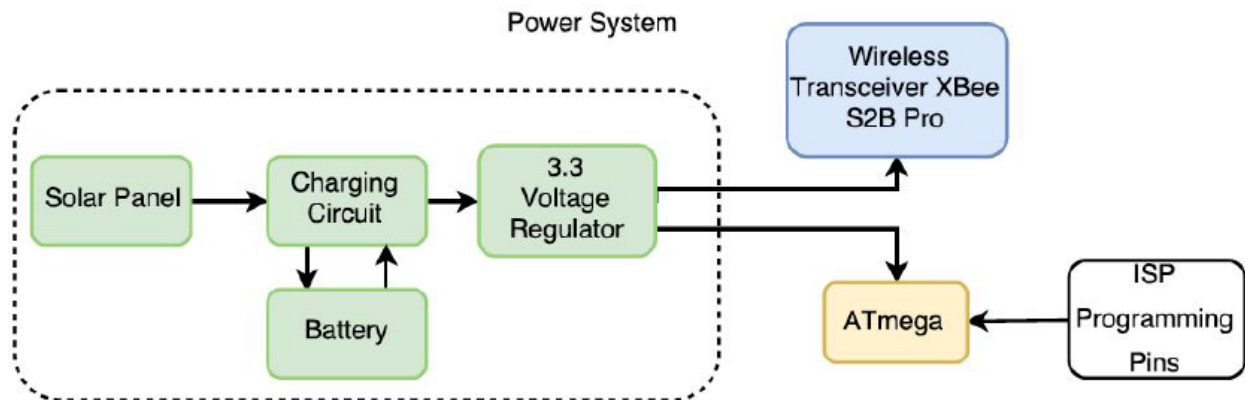 Power System
Wireless
Transceiver XBee
S2B Pro
Solar Panel
Charging
Circuit
3.3
Voltage
Regulator
Battery
ATmega
ISP
Programming
Pins